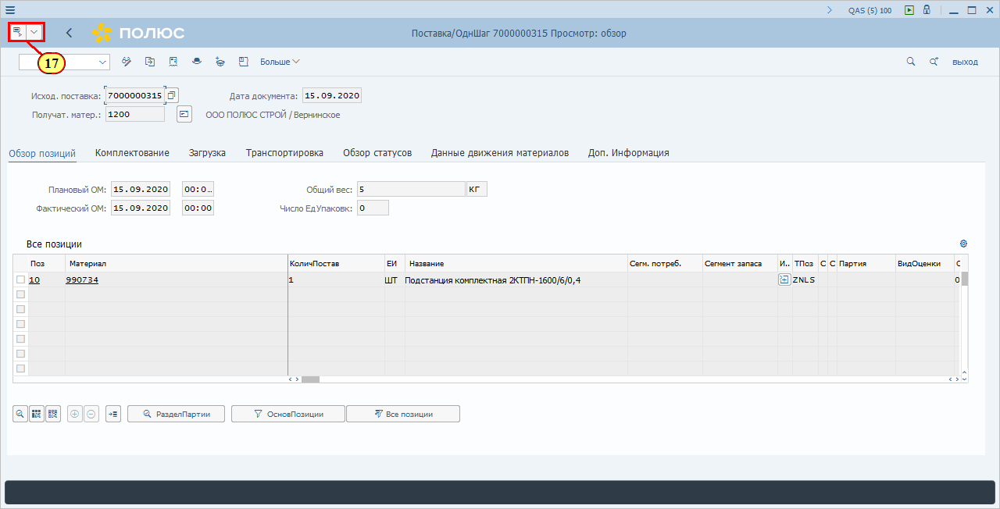 QAS (5) 100
ПОЛЮС
Поставка/ОднШаг 7000000315 Просмотр: обзор
17
Больше
выход
Исход. поставка: 7000000315 Дата документа: 15.09.2020
Получат. матер.: 1200 ООО ПОЛЮС СТРОЙ / Вернинское
Обзор позиций Комплектование Загрузка Транспортировка Обзор статусов Данные движения материалов Доп. Информация
Плановый ОМ: 15.09.2020 00:0… Общий вес: 5 КГ
Фактический ОМ: 15.09.2020 00:00 Число ЕдУпаковк: 0
Все позиции
Поз Материал КоличПостав ЕИ Название Сегм. потреб. Сегмент запаса И.. ТПоз С С Партия ВидОценки С
10 990734 1 ШТ Подстанция комплектная 2КТПН-1600/6/0,4 ZNLS 0
РазделПартии ОсновПозиции Все позиции